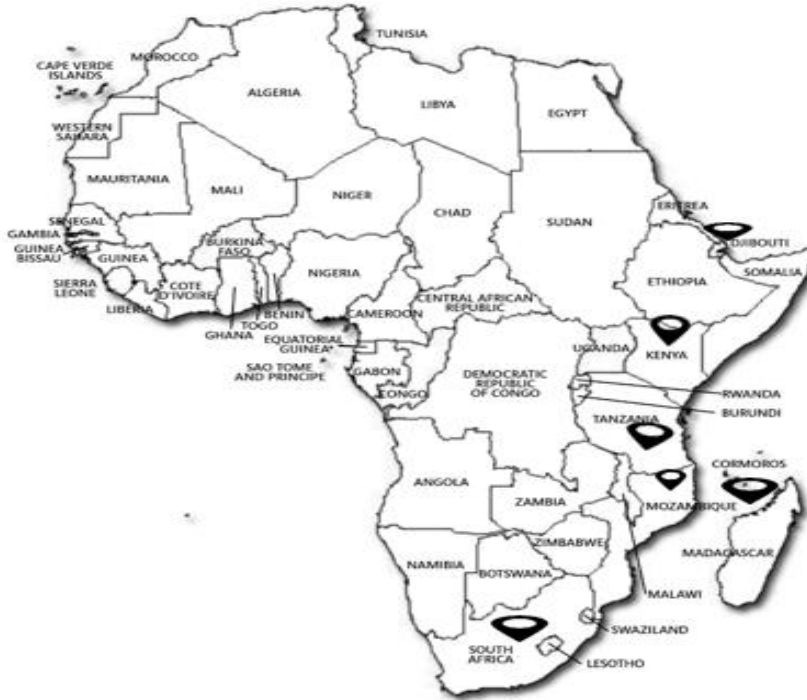 TUNISIA
MOROCCO
CAPE VERDE
ISLANDS
ALGERIA
LIBYA
EGYPT
WESTERN
SAHARA
MAURITANIA
MALI
NIGER
CHAD
SUDAN
ERITREA
SENEGAL
GAMBIA
GUINEA
BISSAU
GUINEA
BURKINA
FASO
DJIBOUTI
SOMALIA
ETHIOPIA
NIGERIA
SIERRA
LEONE
COTE
D'IVOIRE
LIBERIA
GHANA
TOGO
BENIN
CAMEROON
CENTRAL AFRICAN
REPUBLIC
EQUATORIAL
GUINEA
SAO TOME
AND PRINCIPE
GABON
CONGO
DEMOCRATIC
REPUBLIC
OF CONGO
UGANDA
KENYA
RWANDA
BURUNDI
TANZANIA
CORMOROS
ANGOLA
ZAMBIA
MOZAMBIQUE
ZIMBABWE
MADAGASCAR
NAMIBIA
BOTSWANA
MALAWI
SWAZILAND
SOUTH
AFRICA
LESOTHO